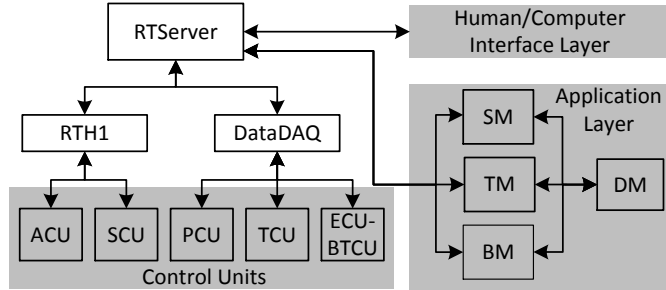 RTServer
Human/Computer
Interface Layer
RTH1
DataDAQ
ACU
SCU
PCU
TCU
ECU-
BTCU
Control Units
Application
Layer
SM
TM
BM
DM